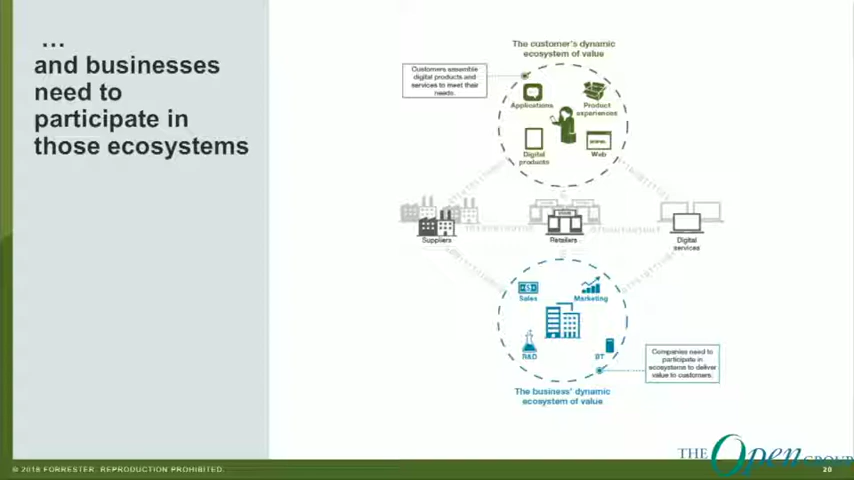 ...
and businesses
need to
participate in
those ecosystems
The customer's dynamic
ecosystem of value
Customers assemble
digital products and
services to meet their
needs.
Applications
Product
experiences
Digital
products
Web
Suppliers
Retailers
Digital
services
Sales
Marketing
R&D
BT
Companies need to
participate in
ecosystems to deliver
value to customers.
The business' dynamic
ecosystem of value
© 2016 FORRESTER. REPRODUCTION PROHIBITED.
THE Open GROUP
20